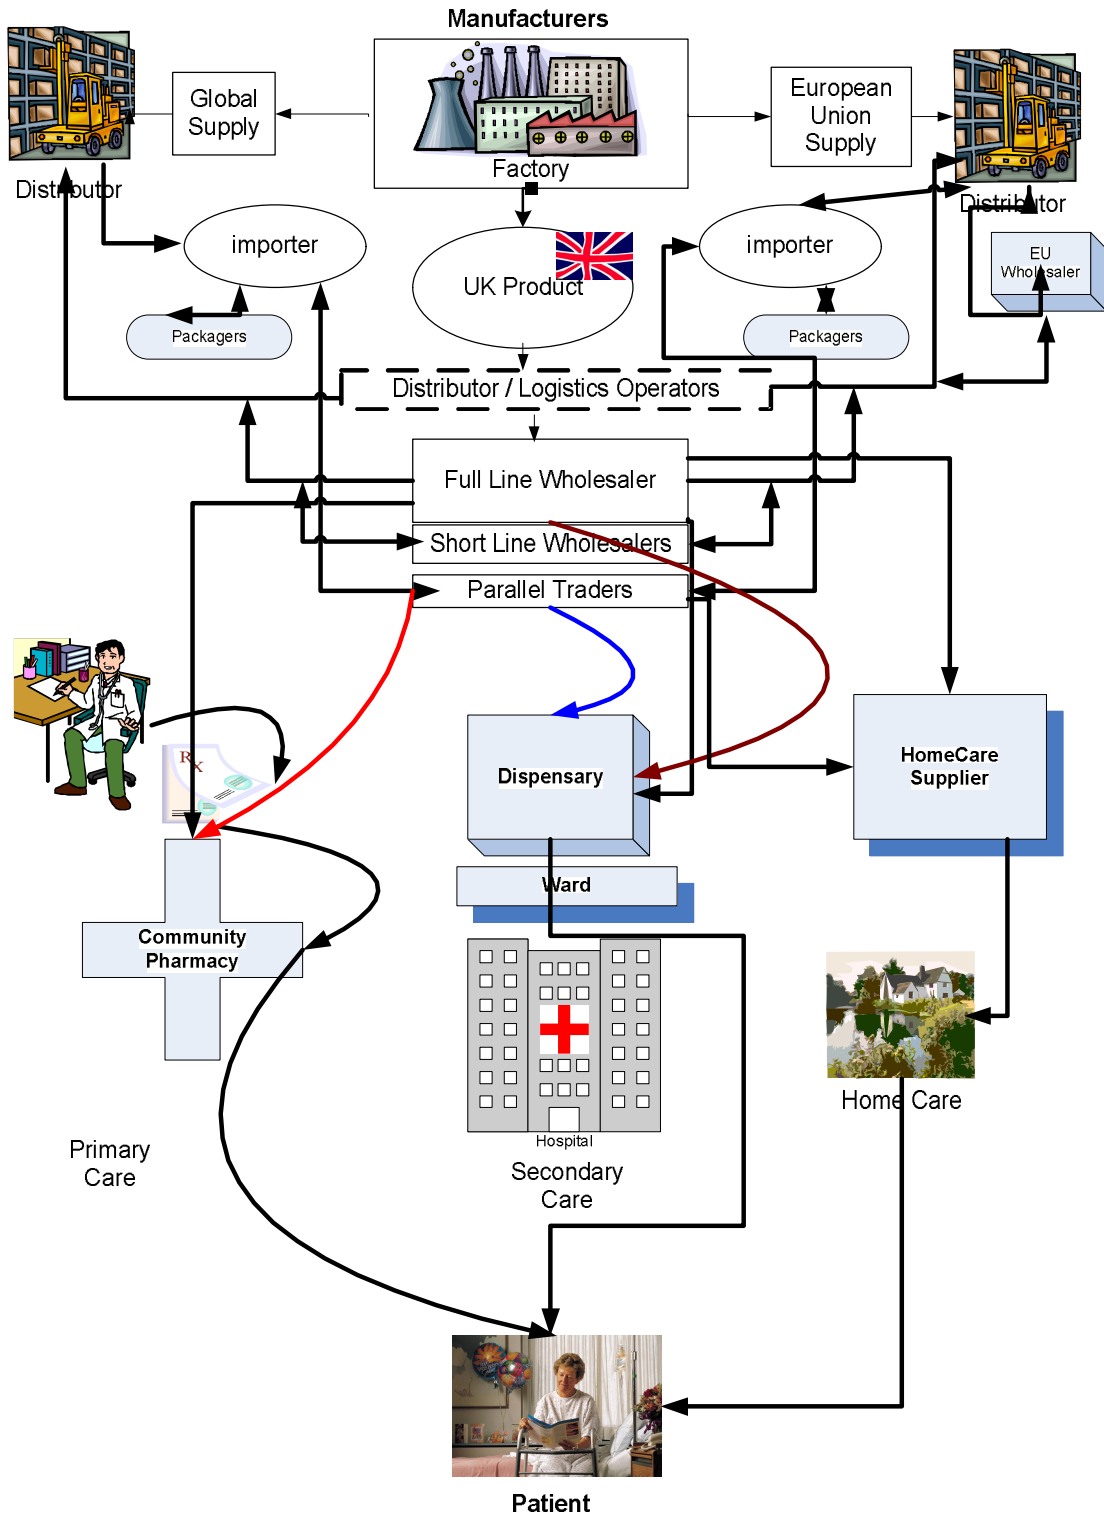 Manufacturers
Global
Supply
European
Union
Supply
Factory
Distributor
Distributor
importer
importer
UK Product
EU
Wholesaler
Packagers
Packagers
Distributor / Logistics Operators
Full Line Wholesaler
Short Line Wholesalers
Parallel Traders
Rx
Dispensary
HomeCare
Supplier
Ward
Community
Pharmacy
Home Care
Hospital
Primary
Care
Secondary
Care
Patient